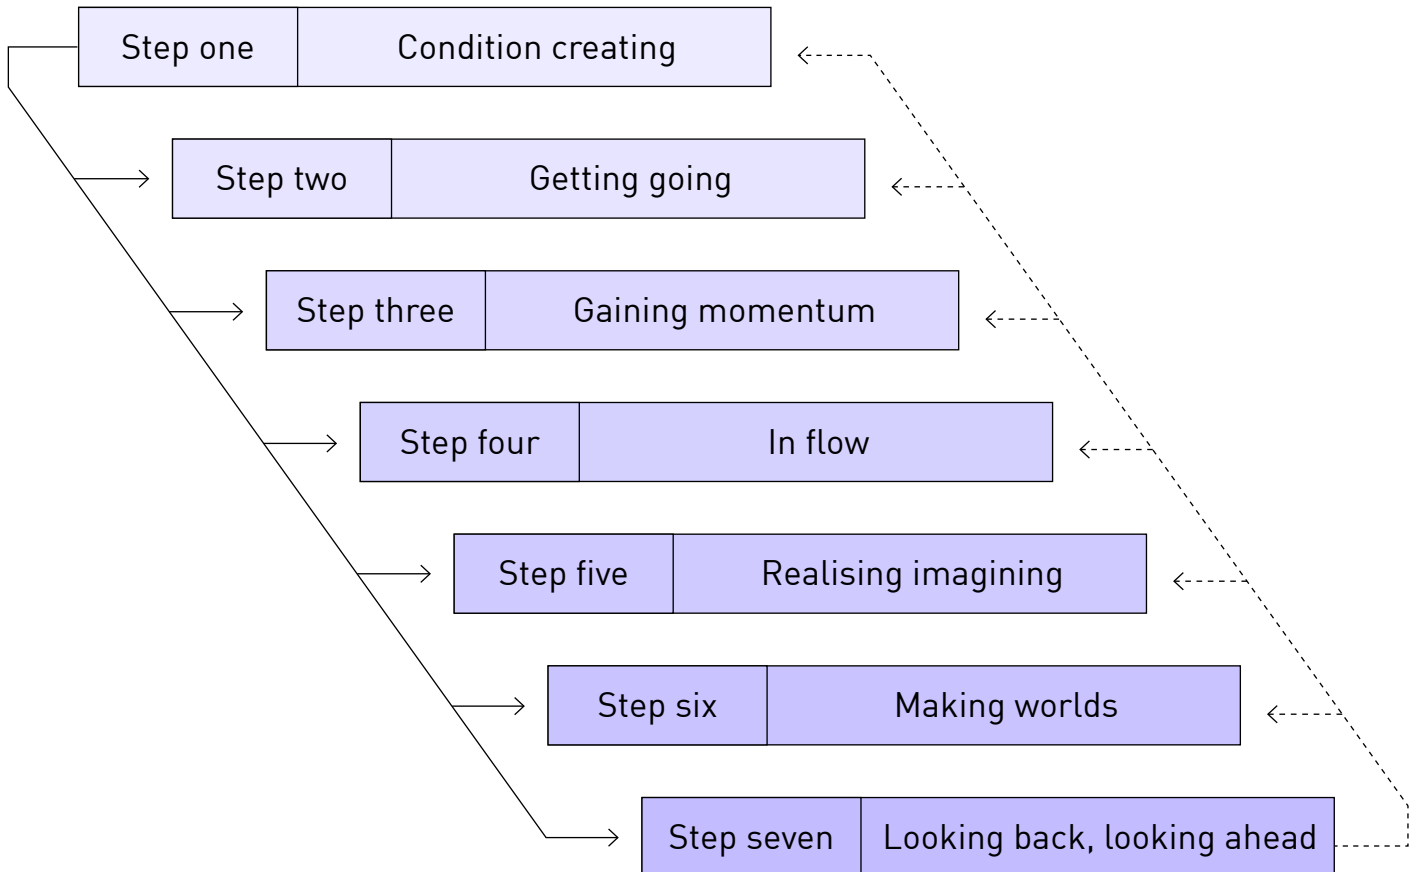 Step one Condition creating
Step two Getting going
Step three Gaining momentum
Step four In flow
Step five Realising imagining
Step six Making worlds
Step seven Looking back, looking ahead